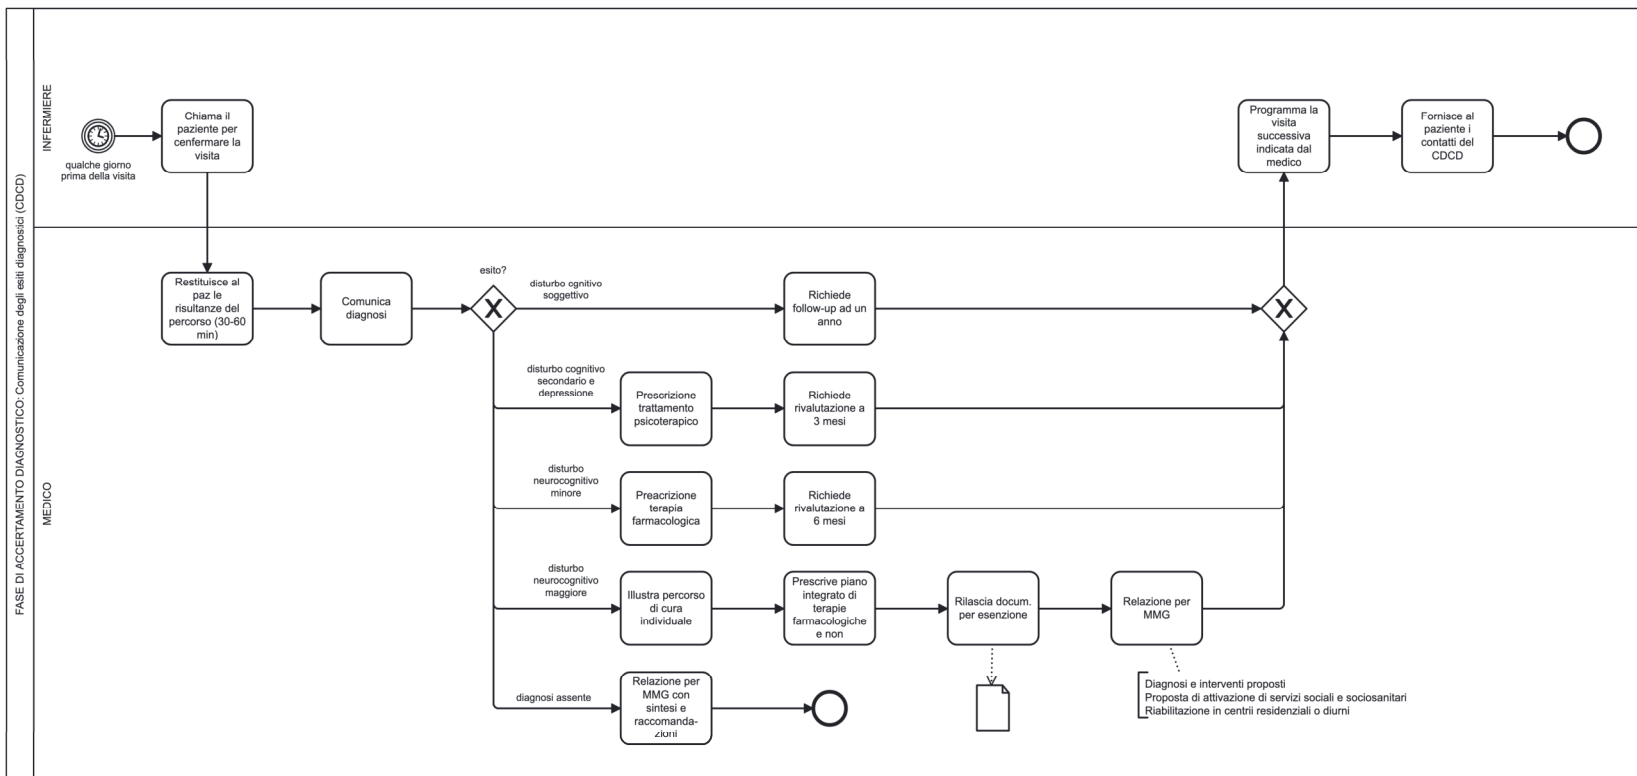 FASE DI ACCERTAMENTO DIAGNOSTICO: Comunicazione degli esiti diagnostici (CDCD)
INFERMIERE
qualche giorno
prima della visita
Chiama il
paziente per
cenfermare la
visita
Programma la
visita
successiva
indicata dal
medico
Fornisce al
paziente i
contatti del
CDCD
MEDICO
Restituisce al
paz le
risultanze del
percorso (30-60
min)
Comunica
diagnosi
esito?
disturbo ognitivo
soggettivo
Richiede
follow-up ad un
anno
disturbo cognitivo
secondario e
depressione
Prescrizione
trattamento
psicoterapico
Richiede
rivalutazione a
3 mesi
disturbo
neurocognitivo
minore
Preacrizione
terapia
farmacologica
Richiede
rivalutazione a
6 mesi
disturbo
neurocognitivo
maggiore
Illustra percorso
di cura
individuale
Prescrive piano
integrato di
terapie
farmacologiche
e non
Rilascia docum.
per esenzione
Relazione per
MMG
Diagnosi e interventi proposti
Proposta di attivazione di servizi sociali e sociosanitari
Riabilitazione in centrii residenziali o diurni
diagnosi assente
Relazione per
MMG con
sintesi e
raccomanda-
zioni